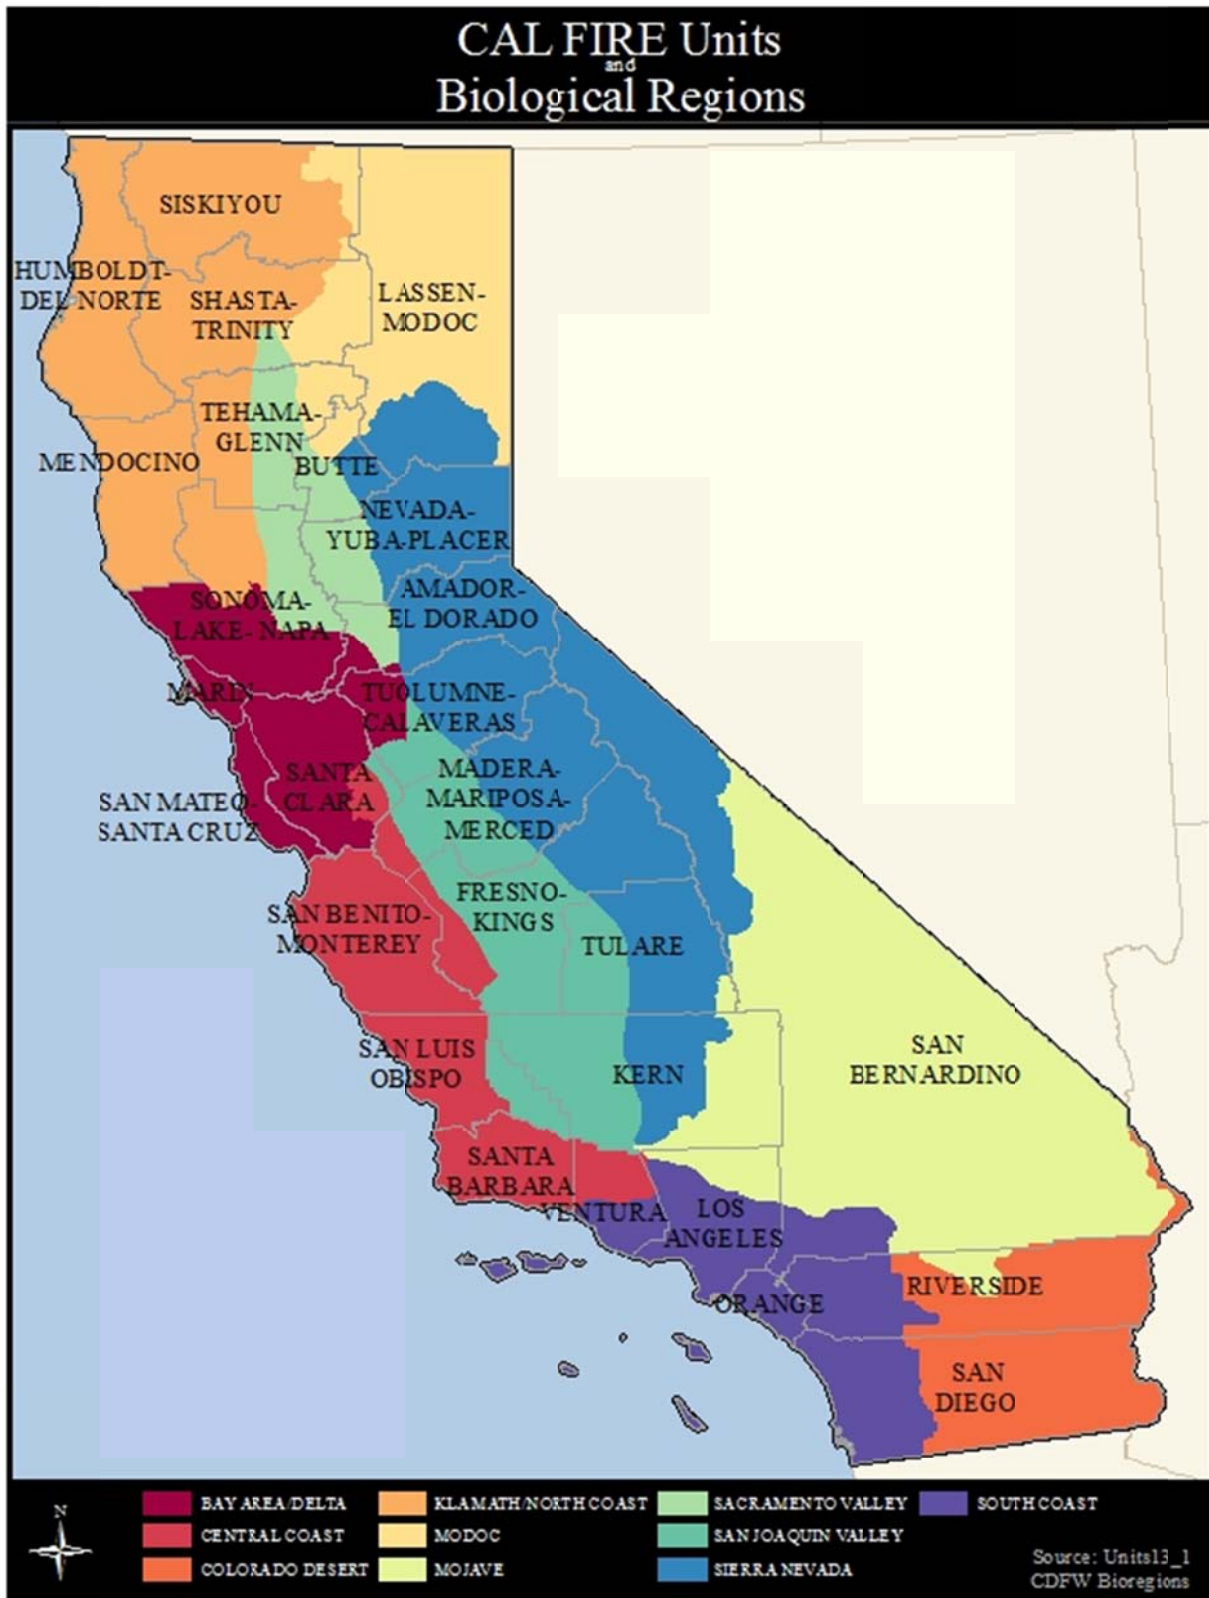 CAL FIRE Units
and
Biological Regions
SISKIYOU
HUMBOLDT-
DEL NORTE
SHASTA-
TRINITY
LASSEN-
MODOC
TEHAMA-
GLENN
MENDOCINO
BUTTE
NEVADA-
YUBA-PLACER
AMADOR-
EL DORADO
SONOMA-
LAKE- NAPA
MARIN
TUOLUMNE-
CALAVERAS
SANTA
CLARA
MADERA-
MARIPOSA-
MERCED
SAN MATEO-
SANTA CRUZ
FRESNO-
KINGS
SAN BENITO-
MONTEREY
TULARE
SAN LUIS
OBISPO
KERN
SAN
BERNARDINO
SANTA
BARBARA
VENTURA
LOS
ANGELES
ORANGE
RIVERSIDE
SAN
DIEGO
N
BAY AREA/DELTA
CENTRAL COAST
COLORADO DESERT
KLAMATH/NORTH COAST
MODOC
MOJAVE
SACRAMENTO VALLEY
SAN JOAQUIN VALLEY
SIERRA NEVADA
SOUTH COAST
Source: Units13_1
CDFW Bioregions